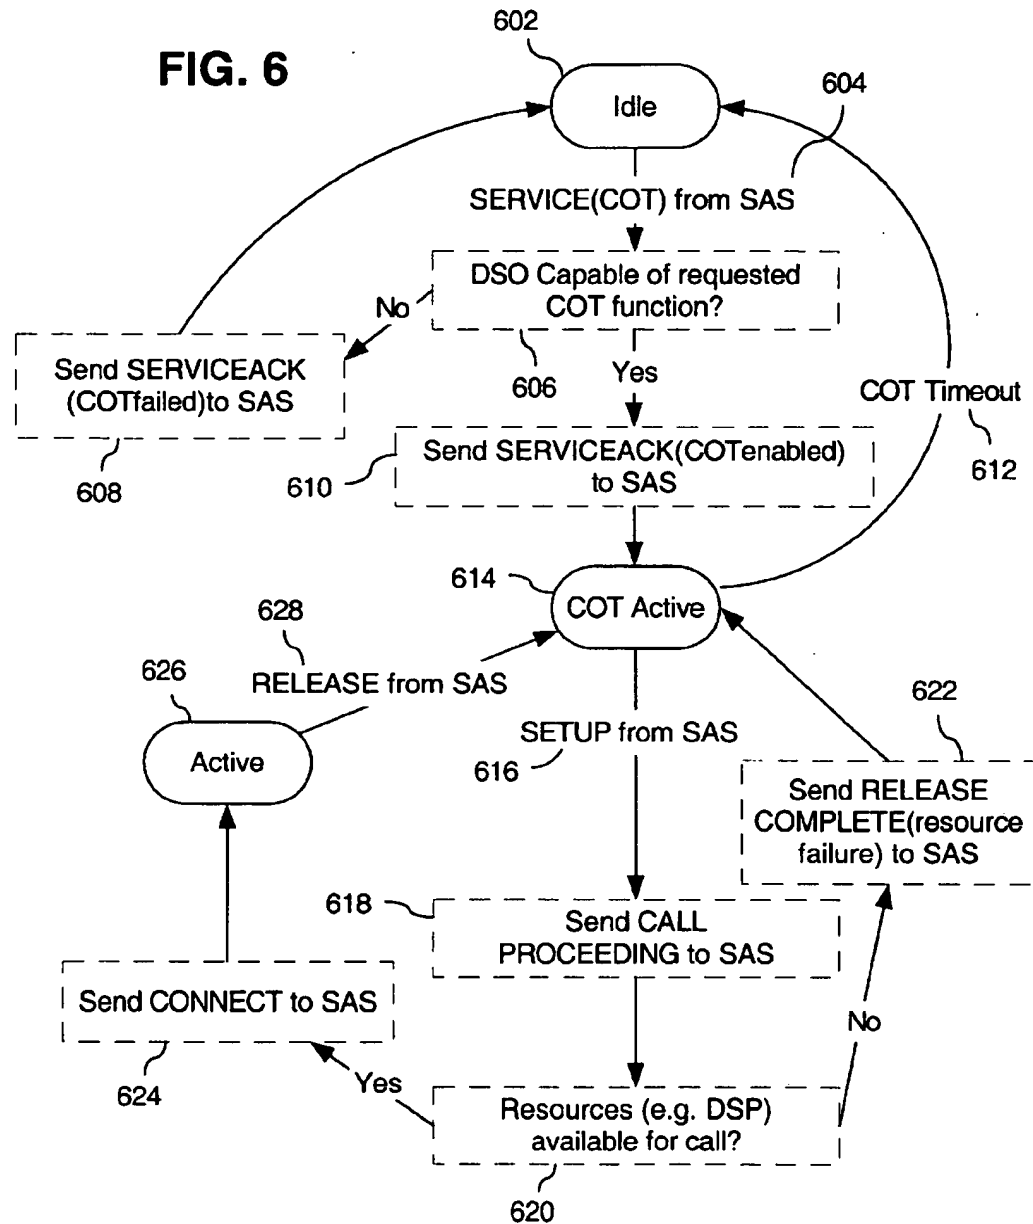 602
FIG. 6
604
Idle
SERVICE(COT) from SAS
DSO Capable of requested
COT function?
No
606
Yes
Send SERVICEACK
(COTfailed)to SAS
608
COT Timeout
612
610
Send SERVICEACK(COTenabled)
to SAS
614
COT Active
628
RELEASE from SAS
626
Active
622
SETUP from SAS
616
Send RELEASE
COMPLETE(resource
failure) to SAS
618
Send CALL
PROCEEDING to SAS
Send CONNECT to SAS
624
No
Yes
Resources (e.g. DSP)
available for call?
620